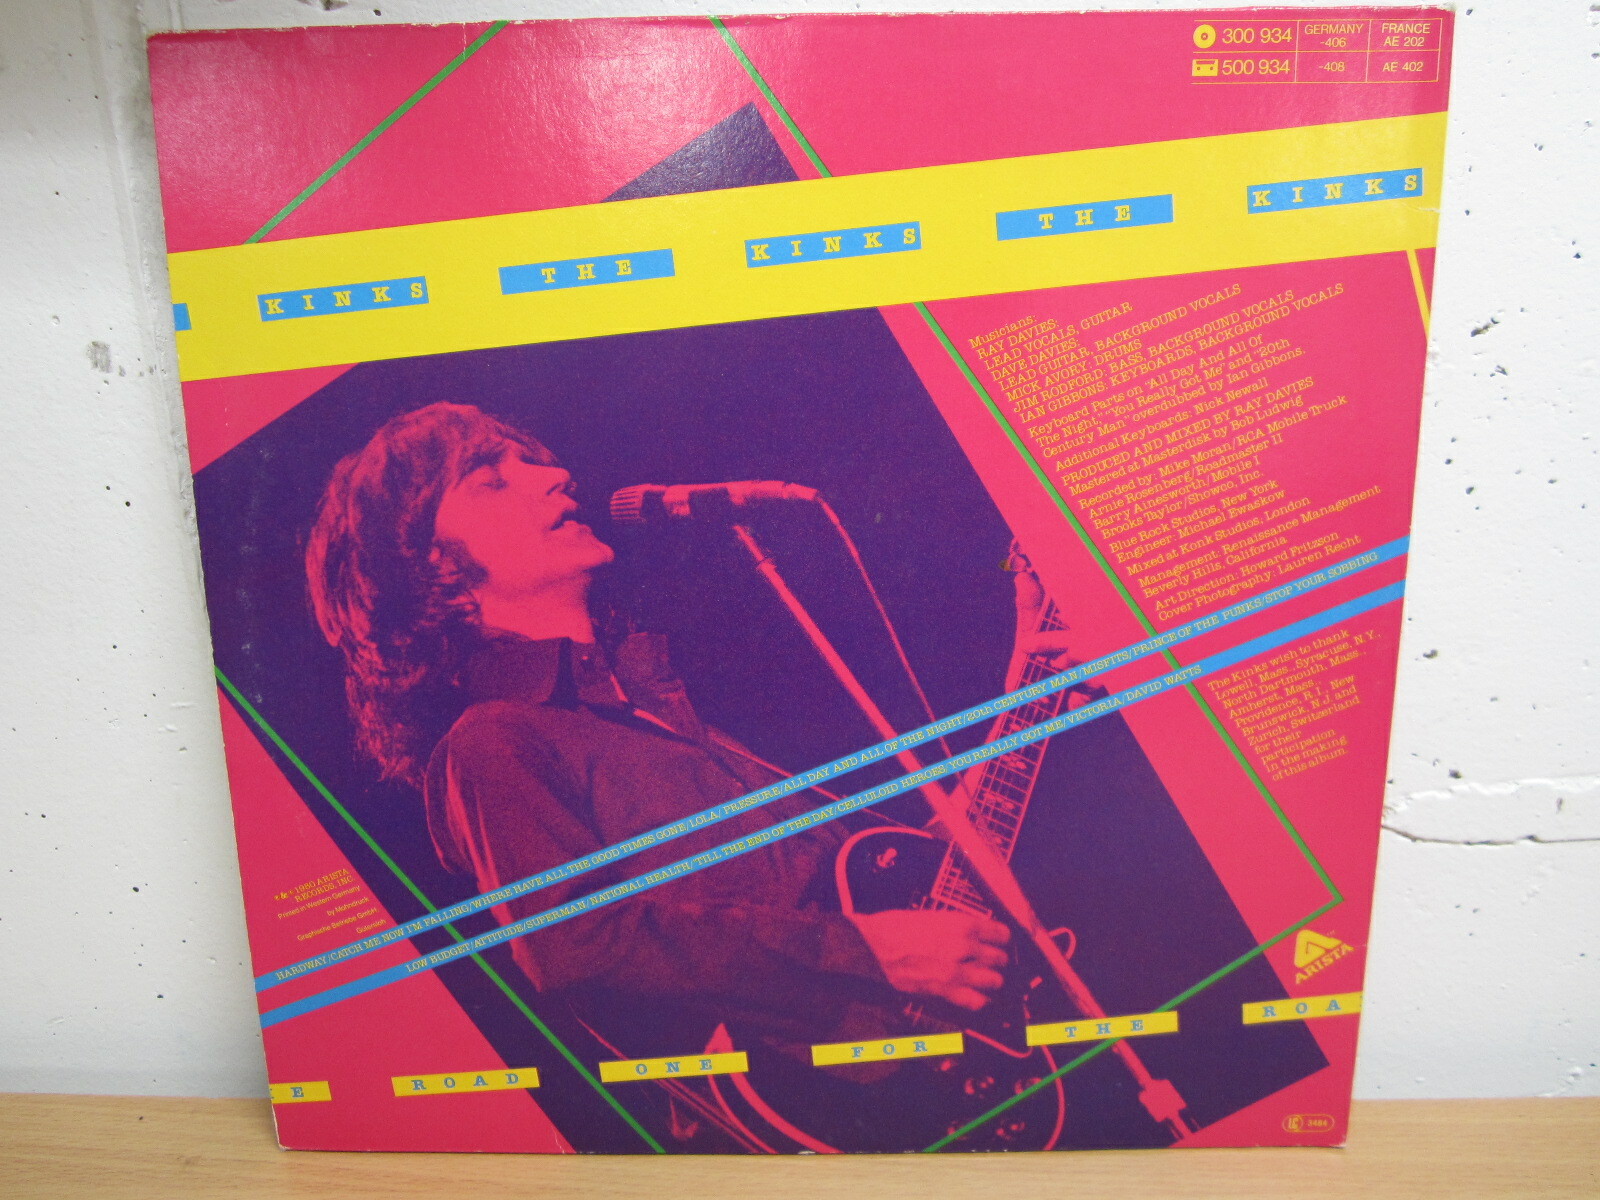 300 934 GERMANY -406 FRANCE AE 202
500 934 -408 AE 402
KINKS THE KINKS THE KINKS
Musicians:
RAY DAVIES:
LEAD VOCALS, GUITAR
DAVE DAVIES:
LEAD GUITAR, BACKGROUND VOCALS
MICK AVORY, DRUMS
JIM RODFORD: BASS, BACKGROUND VOCALS
IAN GIBBONS: KEYBOARDS, BACKGROUND VOCALS
Keyboard Parts on "All Day And All Of
The Night," "You Really Got Me" and "20th
Century Man" overdubbed by Ian Gibbons.
Additional Keyboards: Nick Newall
PRODUCED AND MIXED BY RAY DAVIES
Mastered at Masterdisk by Bob Ludwig
Recorded by: Mike Moran/RCA Mobile Truck
Arnie Rosenberg/Roadmaster II
Barry Ainesworth/Mobile I
Brooks Taylor/Showco, Inc.
Blue Rock Studios, New York
Engineer: Michael Ewaskow
Mixed at Konk Studios, London
Management: Renaissance Management
Beverly Hills, California
Art Direction: Howard Fritzson
Cover Photography: Lauren Recht
HARDWAY/CATCH ME NOW I'M FALLING/WHERE HAVE ALL THE GOOD TIMES GONE/LOLA/PRESSURE/ALL DAY AND ALL OF THE NIGHT/20th CENTURY MAN/MISFITS/PRINCE OF THE PUNKS/STOP YOUR SOBBING
LOW BUDGET/ATTITUDE/SUPERMAN/NATIONAL HEALTH/'TILL THE END OF THE DAY/CELLULOID HEROES/YOU REALLY GOT ME/VICTORIA/DAVID WATTS
The Kinks wish to thank
Lowell, Mass., Syracuse, N.Y.,
North Dartmouth, Mass.,
Amherst, Mass.,
Providence, R.I., New
Brunswick, N.J. and
Zurich, Switzerland
for their
participation
in the making
of this album.
1980 ARISTA
RECORDS, INC.
Printed in Western Germany
by Mohndruck
Graphische Betriebe GmbH
Gütersloh
ARISTA
E ROAD ONE FOR THE ROA
LC 3484